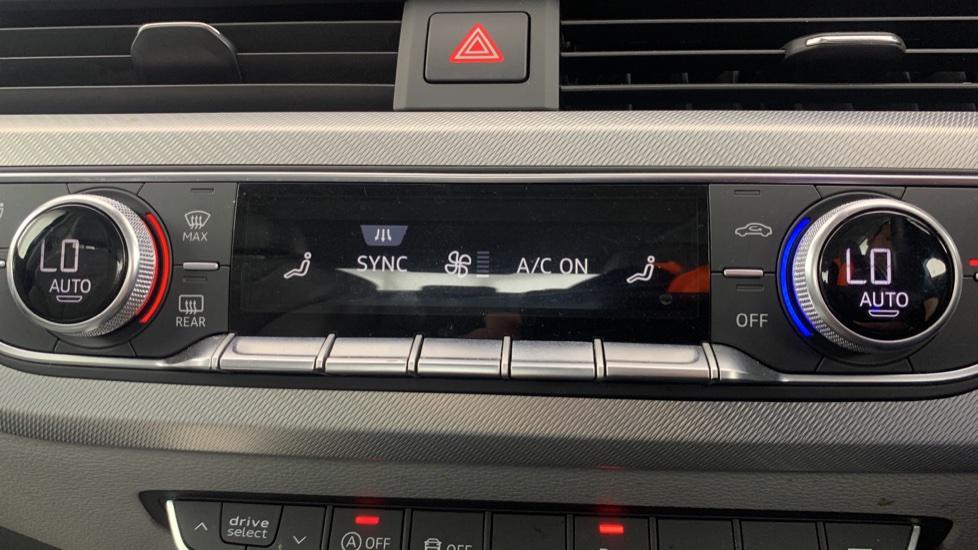 MAX
REAR
LO
AUTO
SYNC
A/C ON
OFF
LO
AUTO
drive
select
A OFF
OFF